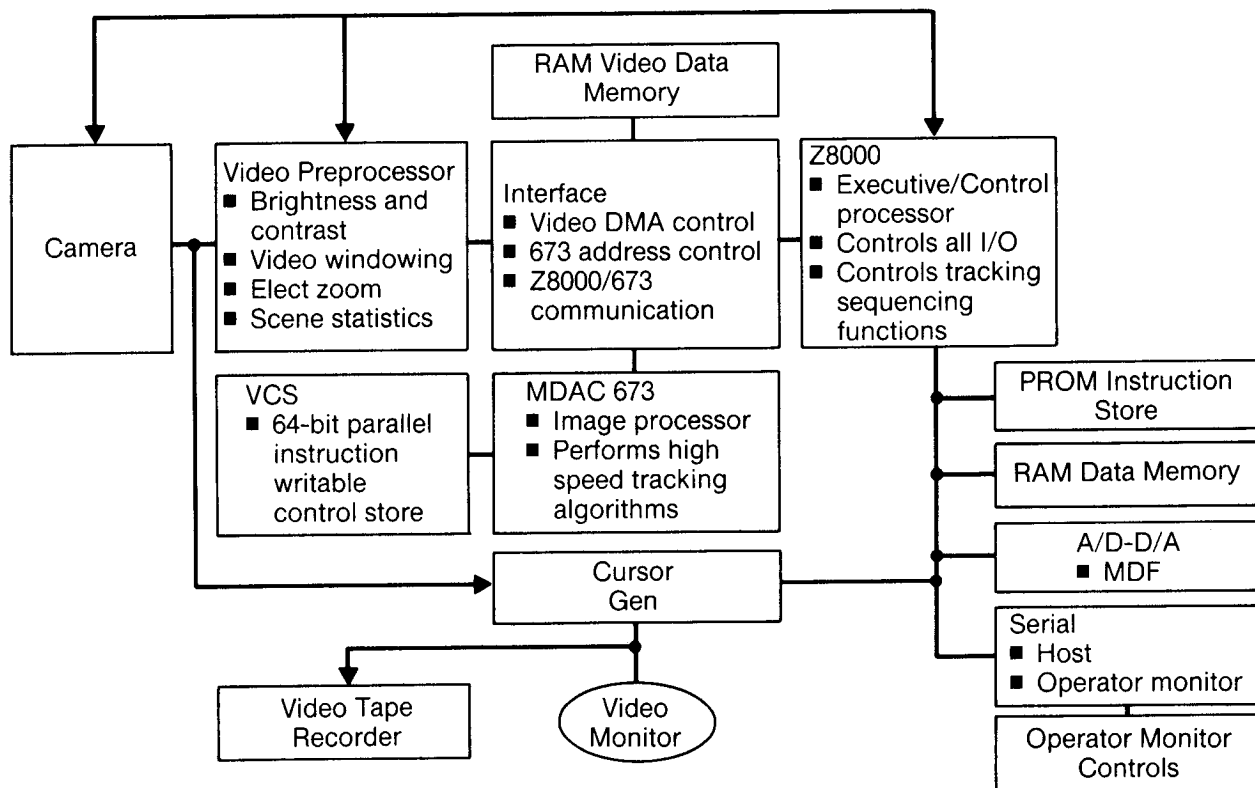 RAM Video Data
Memory
Camera
Video Preprocessor
■ Brightness and
contrast
■ Video windowing
■ Elect zoom
■ Scene statistics
Interface
■ Video DMA control
■ 673 address control
■ Z8000/673
communication
Z8000
■ Executive/Control
processor
■ Controls all I/O
■ Controls tracking
sequencing
functions
VCS
■ 64-bit parallel
instruction
writable
control store
MDAC 673
■ Image processor
■ Performs high
speed tracking
algorithms
PROM Instruction
Store
RAM Data Memory
A/D-D/A
■ MDF
Cursor
Gen
Serial
■ Host
■ Operator monitor
Video Tape
Recorder
Video
Monitor
Operator Monitor
Controls